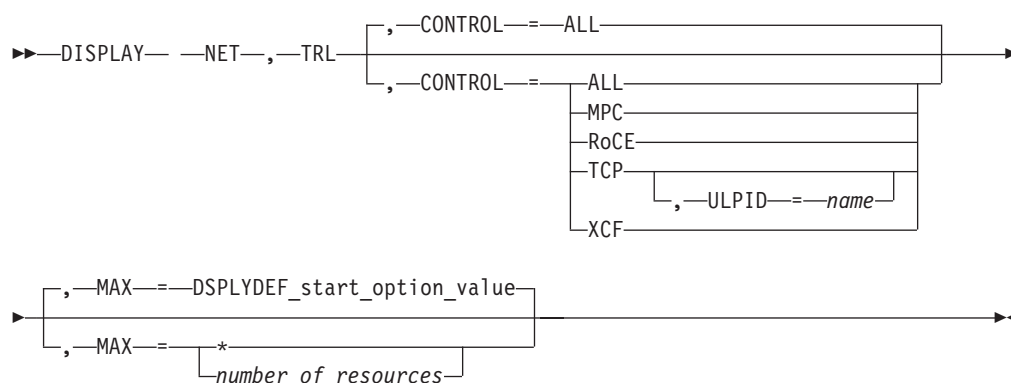 , CONTROL = ALL
DISPLAY NET , TRL
, CONTROL = ALL
MPC
RoCE
TCP
, ULPID = name
XCF
, MAX = DSPLYDEF_start_option_value
, MAX = *
number of resources